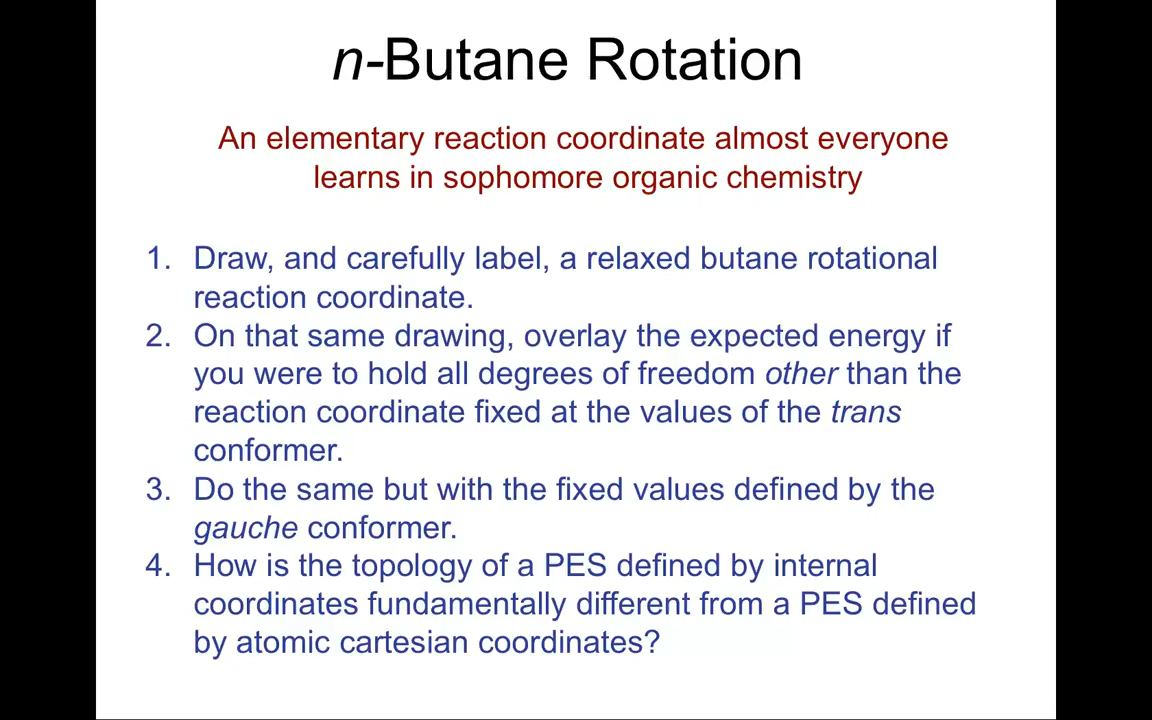 n-Butane Rotation
An elementary reaction coordinate almost everyone
learns in sophomore organic chemistry
1. Draw, and carefully label, a relaxed butane rotational
reaction coordinate.
2. On that same drawing, overlay the expected energy if
you were to hold all degrees of freedom other than the
reaction coordinate fixed at the values of the trans
conformer.
3. Do the same but with the fixed values defined by the
gauche conformer.
4. How is the topology of a PES defined by internal
coordinates fundamentally different from a PES defined
by atomic cartesian coordinates?